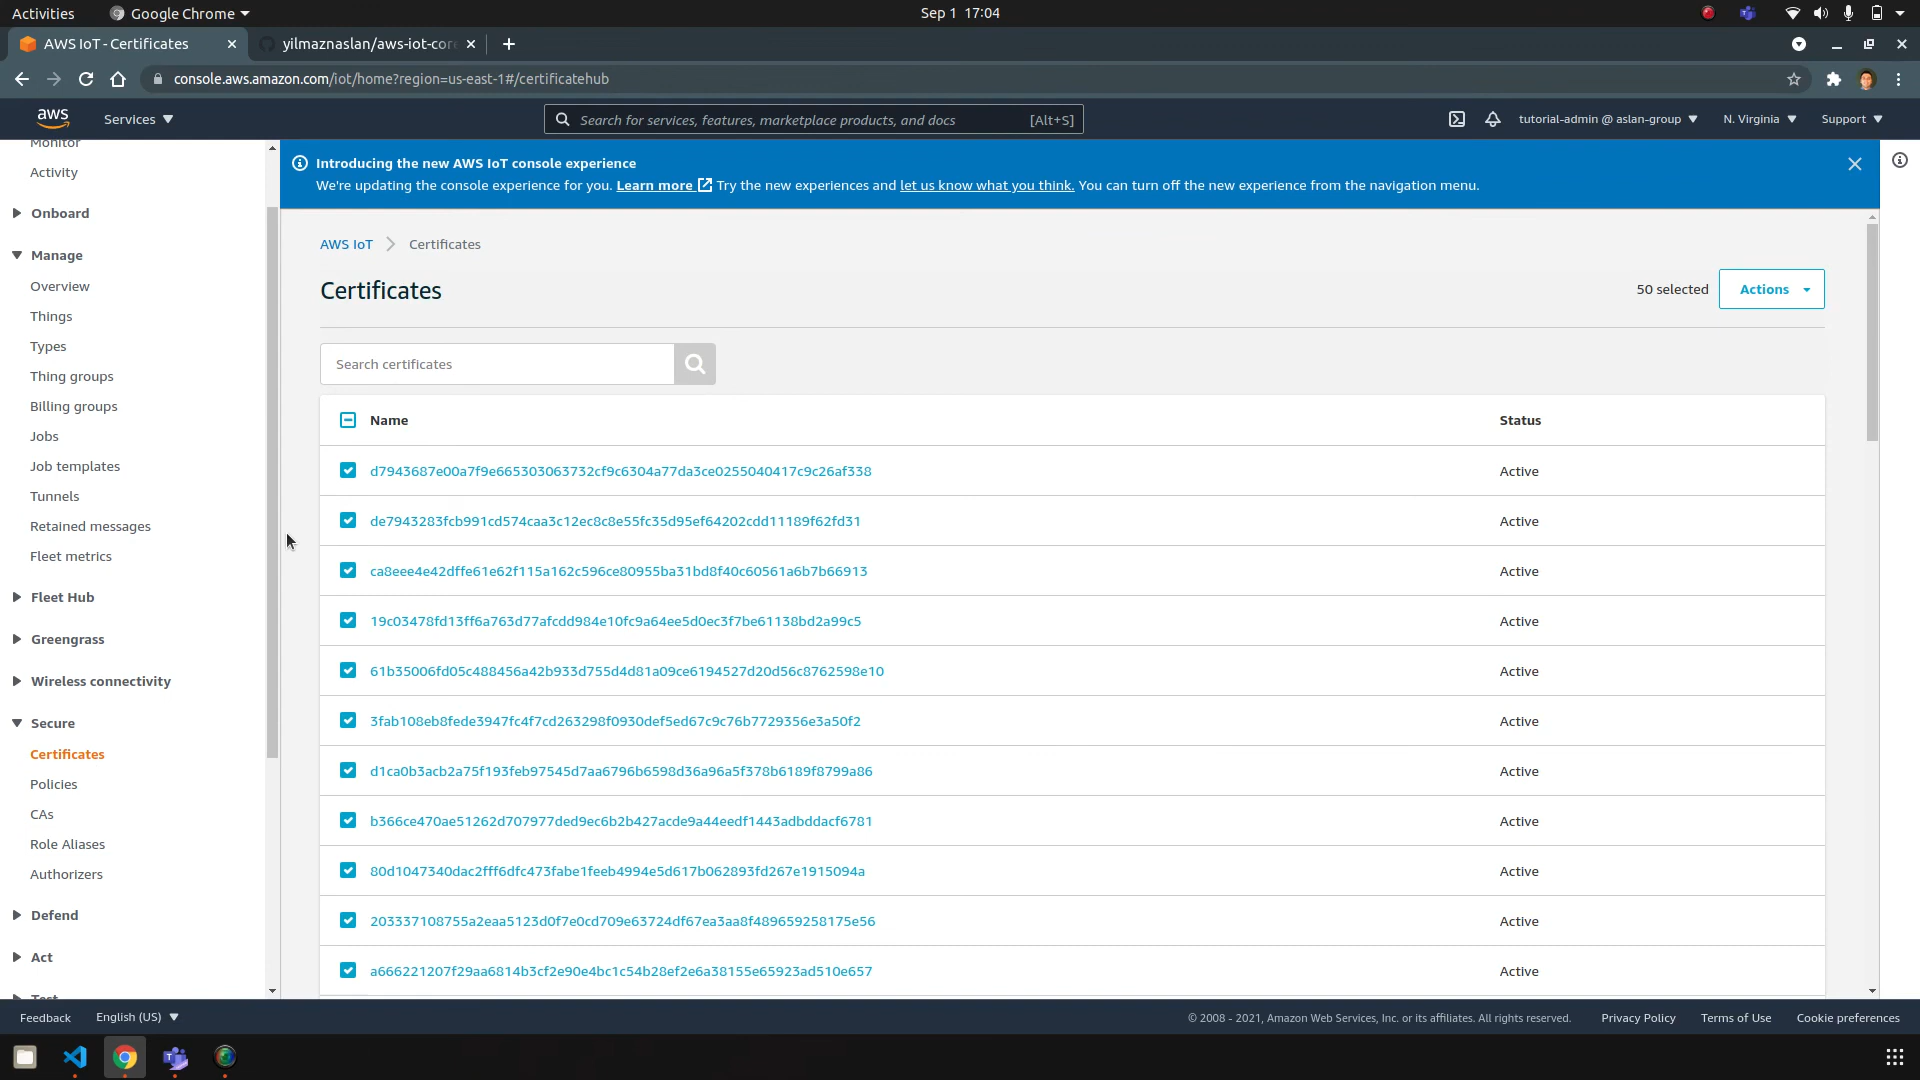 Activities
Google Chrome
Sep 1 17:04
AWS IoT - Certificates
yilmaznaslan/aws-iot-core
console.aws.amazon.com/iot/home?region=us-east-1#/certificatehub
aws
Services
Search for services, features, marketplace products, and docs
[Alt+S]
tutorial-admin @ aslan-group
N. Virginia
Support
Monitor
Activity
Onboard
Manage
Overview
Things
Types
Thing groups
Billing groups
Jobs
Job templates
Tunnels
Retained messages
Fleet metrics
Fleet Hub
Greengrass
Wireless connectivity
Secure
Certificates
Policies
CAs
Role Aliases
Authorizers
Defend
Act
Test
Introducing the new AWS IoT console experience
We're updating the console experience for you. Learn more Try the new experiences and let us know what you think. You can turn off the new experience from the navigation menu.
AWS IoT
Certificates
Certificates
50 selected
Actions
Search certificates
Name
Status
d7943687e00a7f9e665303063732cf9c6304a77da3ce0255040417c9c26af338
Active
de7943283fcb991cd574caa3c12ec8c8e55fc35d95ef64202cdd11189f62fd31
Active
ca8eee4e42dffe61e62f115a162c596ce80955ba31bd8f40c60561a6b7b66913
Active
19c03478fd13ff6a763d77afcdd984e10fc9a64ee5d0ec3f7be61138bd2a99c5
Active
61b35006fd05c488456a42b933d755d4d81a09ce6194527d20d56c8762598e10
Active
3fab108eb8fede3947fc4f7cd263298f0930def5ed67c9c76b7729356e3a50f2
Active
d1ca0b3acb2a75f193feb97545d7aa6796b6598d36a96a5f378b6189f8799a86
Active
b366ce470ae51262d707977ded9ec6b2b427acde9a44eedf1443adbddacf6781
Active
80d1047340dac2fff6dfc473fabe1feeb4994e5d617b062893fd267e1915094a
Active
203337108755a2eaa5123d0f7e0cd709e63724df67ea3aa8f489659258175e56
Active
a666221207f29aa6814b3cf2e90e4bc1c54b28ef2e6a38155e65923ad510e657
Active
Feedback
English (US)
© 2008 - 2021, Amazon Web Services, Inc. or its affiliates. All rights reserved.
Privacy Policy
Terms of Use
Cookie preferences